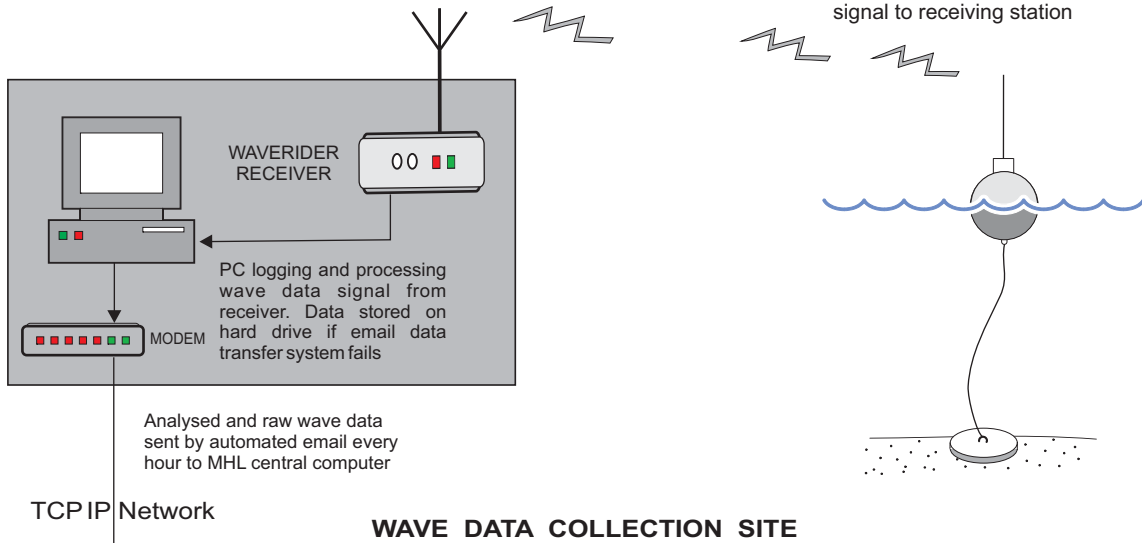 signal to receiving station
WAVERIDER
RECEIVER
PC logging and processing
wave data signal from
receiver. Data stored on
hard drive if email data
transfer system fails
MODEM
Analysed and raw wave data
sent by automated email every
hour to MHL central computer
TCP IP Network
WAVE DATA COLLECTION SITE